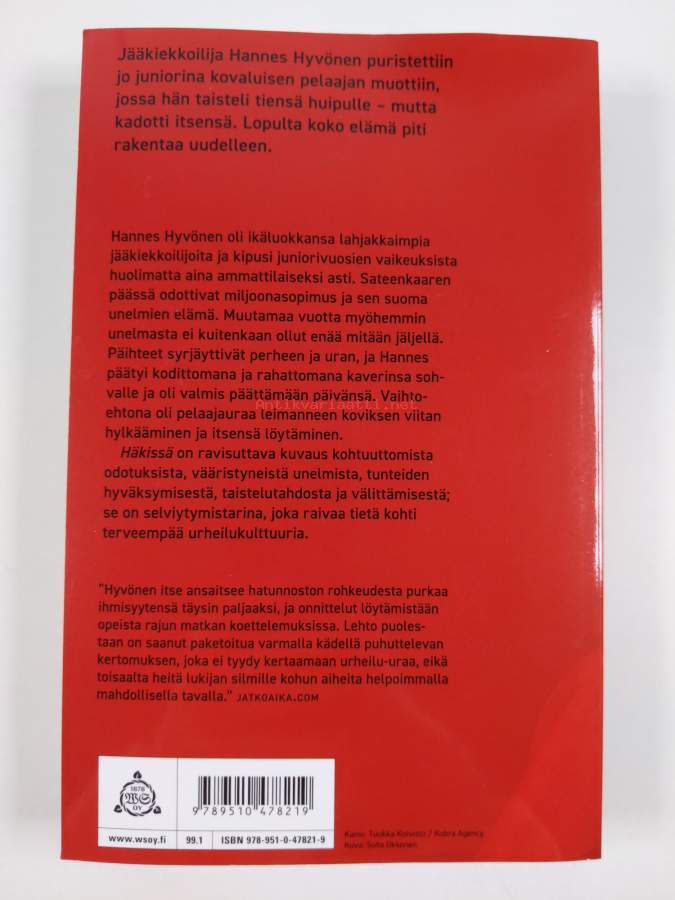 Jääkiekkoilija Hannes Hyvönen puristettiin
jo juniorina kovaluisen pelaajan muottiin,
jossa hän taisteli tiensä huipulle – mutta
kadotti itsensä. Lopulta koko elämä piti
rakentaa uudelleen.
Hannes Hyvönen oli ikäluokkansa lahjakkaimpia
jääkiekkoilijoita ja kipusi juniorivuosien vaikeuksista
huolimatta aina ammattilaiseksi asti. Sateenkaaren
päässä odottivat miljoonasopimus ja sen suoma
unelmien elämä. Muutamaa vuotta myöhemmin
unelmasta ei kuitenkaan ollut enää mitään jäljellä.
Päihteet syrjäyttivät perheen ja uran, ja Hannes
päätyi kodittomana ja rahattomana kaverinsa soh-
valle ja oli valmis päättämään päivänsä. Vaihto-
Antikvariaatti.net
ehtona oli pelaajauraa leimanneen koviksen viitan
hylkääminen ja itsensä löytäminen.
Häkissä on ravisuttava kuvaus kohtuuttomista
odotuksista, vääristyneistä unelmista, tunteiden
hyväksymisestä, taistelutahdosta ja välittämisestä;
se on selviytymistarina, joka raivaa tietä kohti
terveempää urheilukulttuuria.
"Hyvönen itse ansaitsee hatunnoston rohkeudesta purkaa
ihmisyytensä täysin paljaaksi, ja onnittelut löytämistään
opeista rajun matkan koettelemuksissa. Lehto puoles-
taan on saanut paketoitua varmalla kädellä puhuttelevan
kertomuksen, joka ei tyydy kertaamaan urheilu-uraa, eikä
toisaalta heitä lukijan silmille kohun aiheita helpoimmalla
mahdollisella tavalla." JATKOAIKA.COM
1878
WS
OY
9789510478219
www.wsoy.fi 99.1 ISBN 978-951-0-47821-9
Kansi: Tuukka Koivisto / Kobra Agency
Kuva: Sofia Okkonen